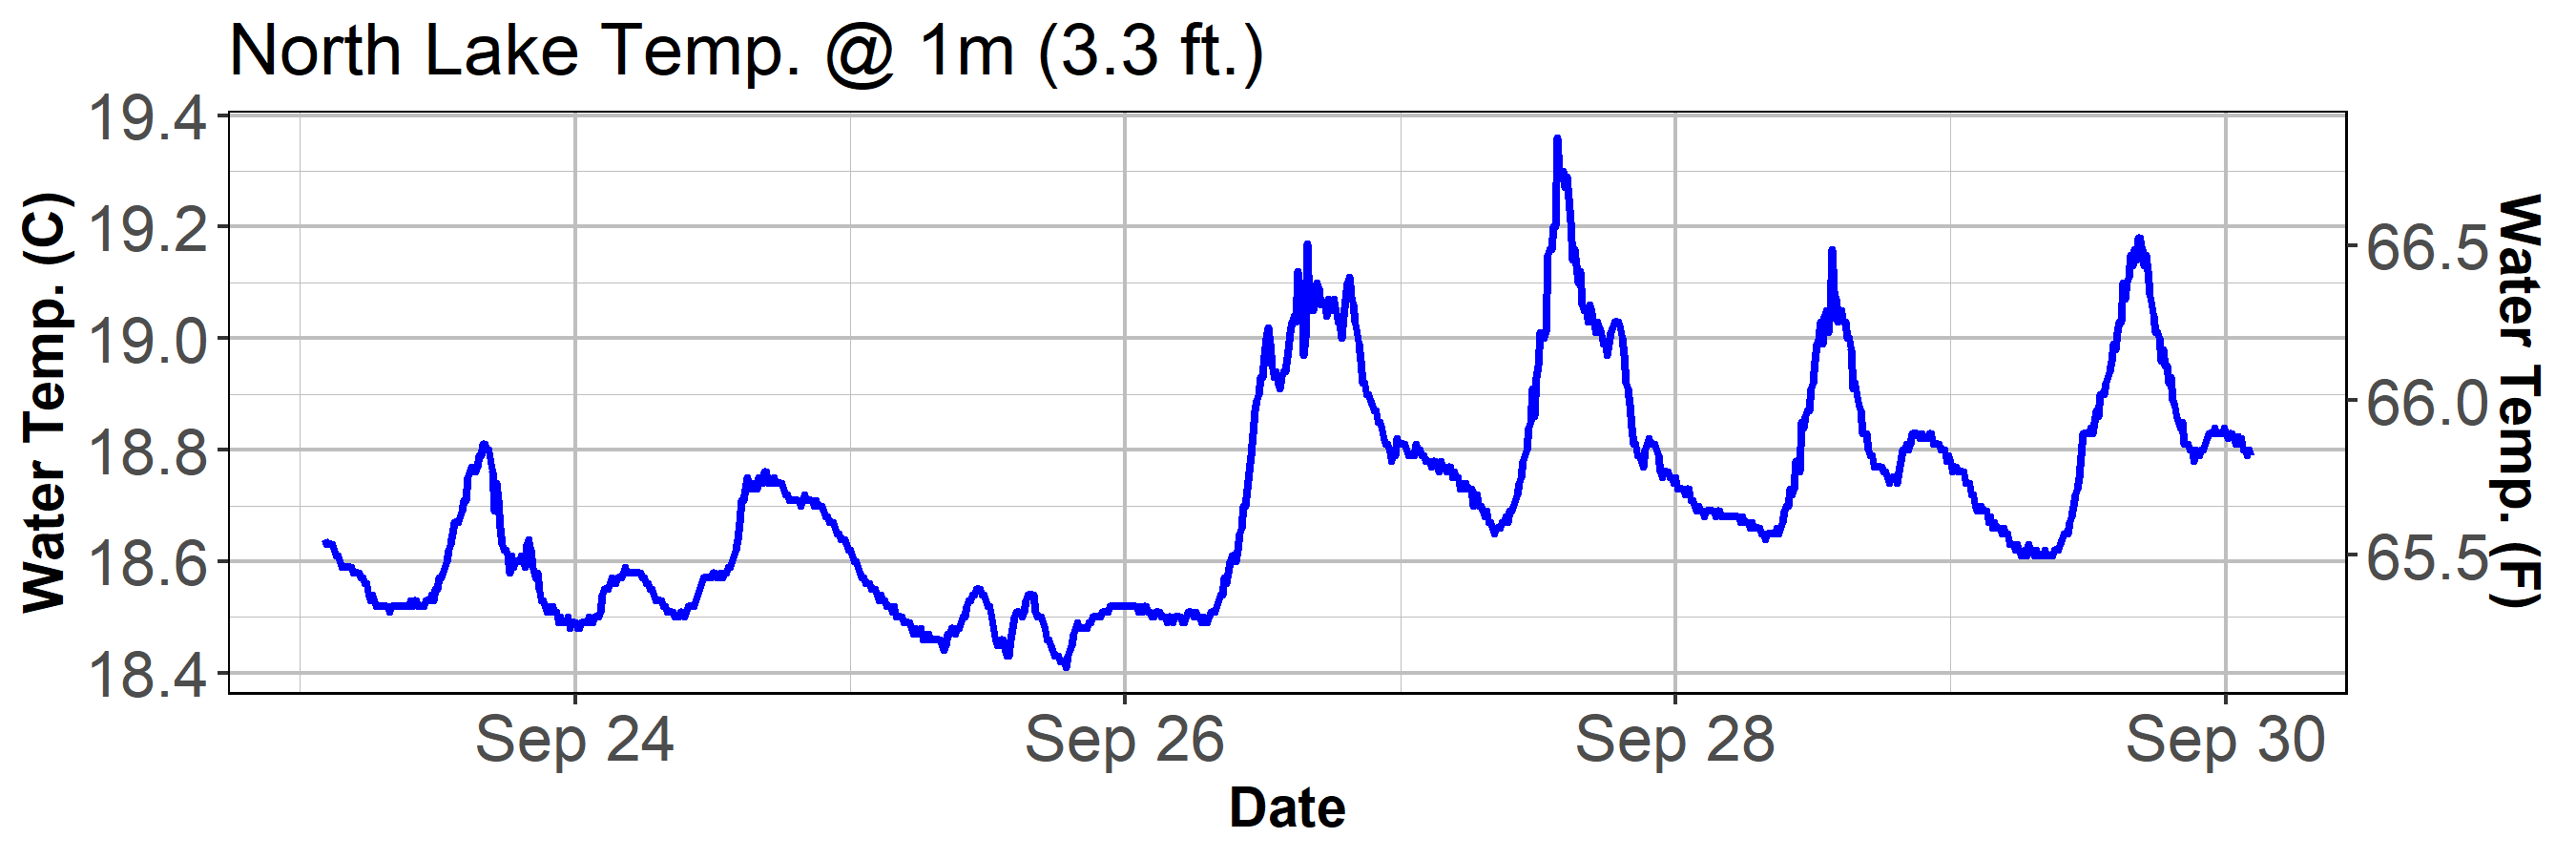 North Lake Temp. @ 1m (3.3 ft.)
Water Temp. (C)
19.4
19.2
19.0
18.8
18.6
18.4
66.5
66.0
65.5
Water Temp. (F)
Sep 24 Sep 26 Sep 28 Sep 30
Date